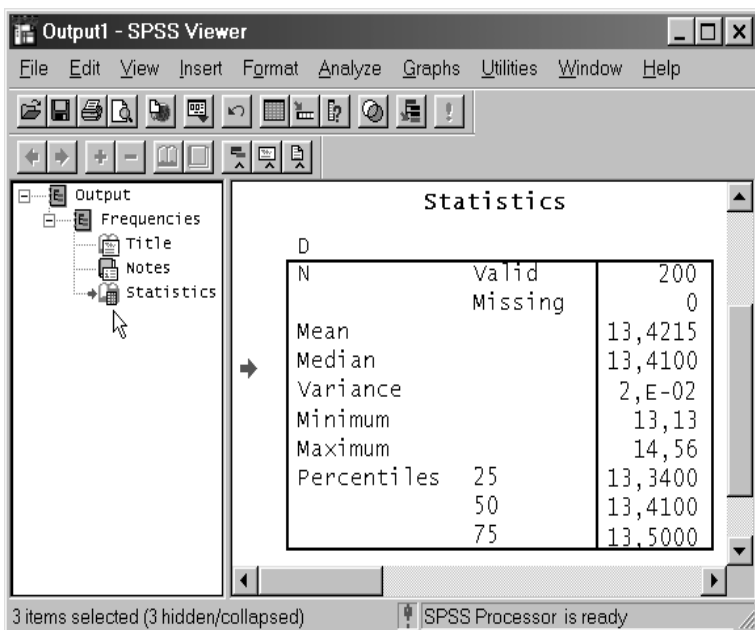 Output1 - SPSS Viewer
File Edit View Insert Format Analyze Graphs Utilities Window Help
Output
Frequencies
Title
Notes
Statistics
Statistics
D
N Valid 200
Missing 0
Mean 13,4215
Median 13,4100
Variance 2,E-02
Minimum 13,13
Maximum 14,56
Percentiles 25 13,3400
50 13,4100
75 13,5000
3 items selected (3 hidden/collapsed) SPSS Processor is ready